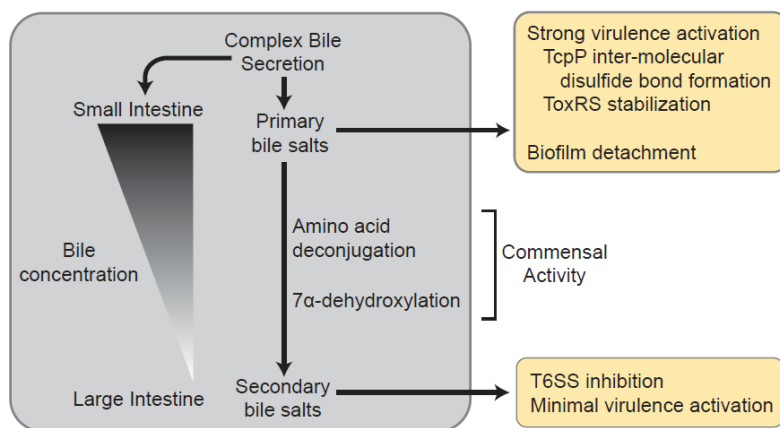 Complex Bile
Secretion
Small Intestine
Primary
bile salts
Bile
concentration
Amino acid
deconjugation
7α-dehydroxylation
Large Intestine
Secondary
bile salts
Strong virulence activation
TcpP inter-molecular
disulfide bond formation
ToxRS stabilization
Biofilm detachment
Commensal
Activity
T6SS inhibition
Minimal virulence activation